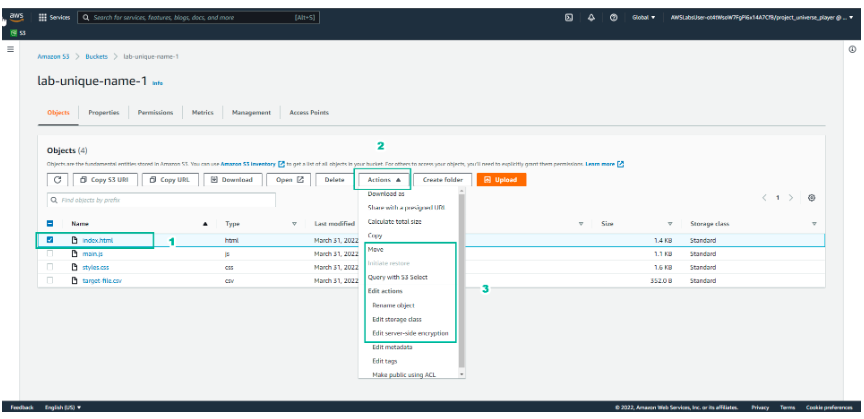 aws Services Search for services, features, blogs, docs, and more [Alt+S] Global ▼
S3
Amazon S3 > Buckets > lab-unique-name-1
lab-unique-name-1 Info
Objects Properties Permissions Metrics Management Access Points
Objects (4)
Objects are the fundamental entities stored in Amazon S3. You can use Amazon S3 Inventory to get a list of all objects in your bucket. For others to access your objects, you'll need to explicitly grant them permissions. Learn more
2
Copy S3 URI Copy URL Download Open Delete Actions ▲ Create folder Upload
Find objects by prefix
< 1 >
Name ▲ Type ▽ Last modified ▽ Size ▽ Storage class ▽
index.html 1 html March 31, 2022 1.4 KB Standard
main.js js March 31, 2022 1.1 KB Standard
styles.css css March 31, 2022 1.6 KB Standard
target-file.csv csv March 31, 2022 352.0 B Standard
Download as
Share with a presigned URL
Calculate total size
Copy
Move
Initiate restore
Query with S3 Select
Edit actions
3
Rename object
Edit storage class
Edit server-side encryption
Edit metadata
Edit tags
Make public using ACL
Feedback English (US) ▼ © 2022, Amazon Web Services, Inc. or its affiliates. Privacy Terms Cookie preferences